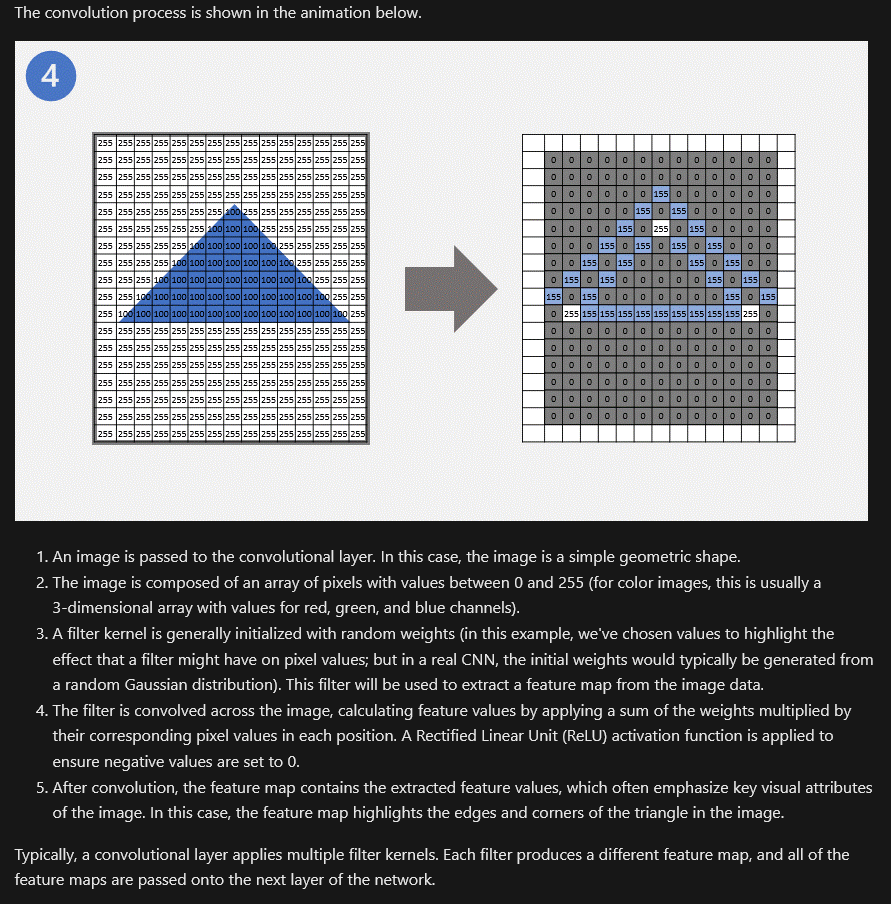 The convolution process is shown in the animation below.
4
255 255 255 255 255 255 255 255 255 255 255 255 255 255 255
255 255 255 255 255 255 255 255 255 255 255 255 255 255 255
255 255 255 255 255 255 255 255 255 255 255 255 255 255 255
255 255 255 255 255 255 255 255 255 255 255 255 255 255 255
255 255 255 255 255 255 255 100 255 255 255 255 255 255 255
255 255 255 255 255 255 100 100 100 255 255 255 255 255 255
255 255 255 255 255 100 100 100 100 100 255 255 255 255 255
255 255 255 255 100 100 100 100 100 100 100 255 255 255 255
255 255 255 100 100 100 100 100 100 100 100 100 255 255 255
255 255 100 100 100 100 100 100 100 100 100 100 100 255 255
255 100 100 100 100 100 100 100 100 100 100 100 100 100 255
255 255 255 255 255 255 255 255 255 255 255 255 255 255 255
255 255 255 255 255 255 255 255 255 255 255 255 255 255 255
255 255 255 255 255 255 255 255 255 255 255 255 255 255 255
255 255 255 255 255 255 255 255 255 255 255 255 255 255 255
255 255 255 255 255 255 255 255 255 255 255 255 255 255 255
255 255 255 255 255 255 255 255 255 255 255 255 255 255 255
255 255 255 255 255 255 255 255 255 255 255 255 255 255 255
0 0 0 0 0 0 0 0 0 0 0 0 0
0 0 0 0 0 0 0 0 0 0 0 0 0
0 0 0 0 0 0 155 0 0 0 0 0 0
0 0 0 0 0 155 0 155 0 0 0 0 0
0 0 0 0 155 0 255 0 155 0 0 0 0
0 0 0 155 0 155 0 155 0 155 0 0 0
0 0 155 0 155 0 0 0 155 0 155 0 0
0 155 0 155 0 0 0 0 0 155 0 155 0
155 0 155 0 0 0 0 0 0 0 155 0 155
0 255 155 155 155 155 155 155 155 155 155 255 0
0 0 0 0 0 0 0 0 0 0 0 0 0
0 0 0 0 0 0 0 0 0 0 0 0 0
0 0 0 0 0 0 0 0 0 0 0 0 0
0 0 0 0 0 0 0 0 0 0 0 0 0
0 0 0 0 0 0 0 0 0 0 0 0 0
0 0 0 0 0 0 0 0 0 0 0 0 0
1. An image is passed to the convolutional layer. In this case, the image is a simple geometric shape.
2. The image is composed of an array of pixels with values between 0 and 255 (for color images, this is usually a
3-dimensional array with values for red, green, and blue channels).
3. A filter kernel is generally initialized with random weights (in this example, we've chosen values to highlight the
effect that a filter might have on pixel values; but in a real CNN, the initial weights would typically be generated from
a random Gaussian distribution). This filter will be used to extract a feature map from the image data.
4. The filter is convolved across the image, calculating feature values by applying a sum of the weights multiplied by
their corresponding pixel values in each position. A Rectified Linear Unit (ReLU) activation function is applied to
ensure negative values are set to 0.
5. After convolution, the feature map contains the extracted feature values, which often emphasize key visual attributes
of the image. In this case, the feature map highlights the edges and corners of the triangle in the image.
Typically, a convolutional layer applies multiple filter kernels. Each filter produces a different feature map, and all of the
feature maps are passed onto the next layer of the network.